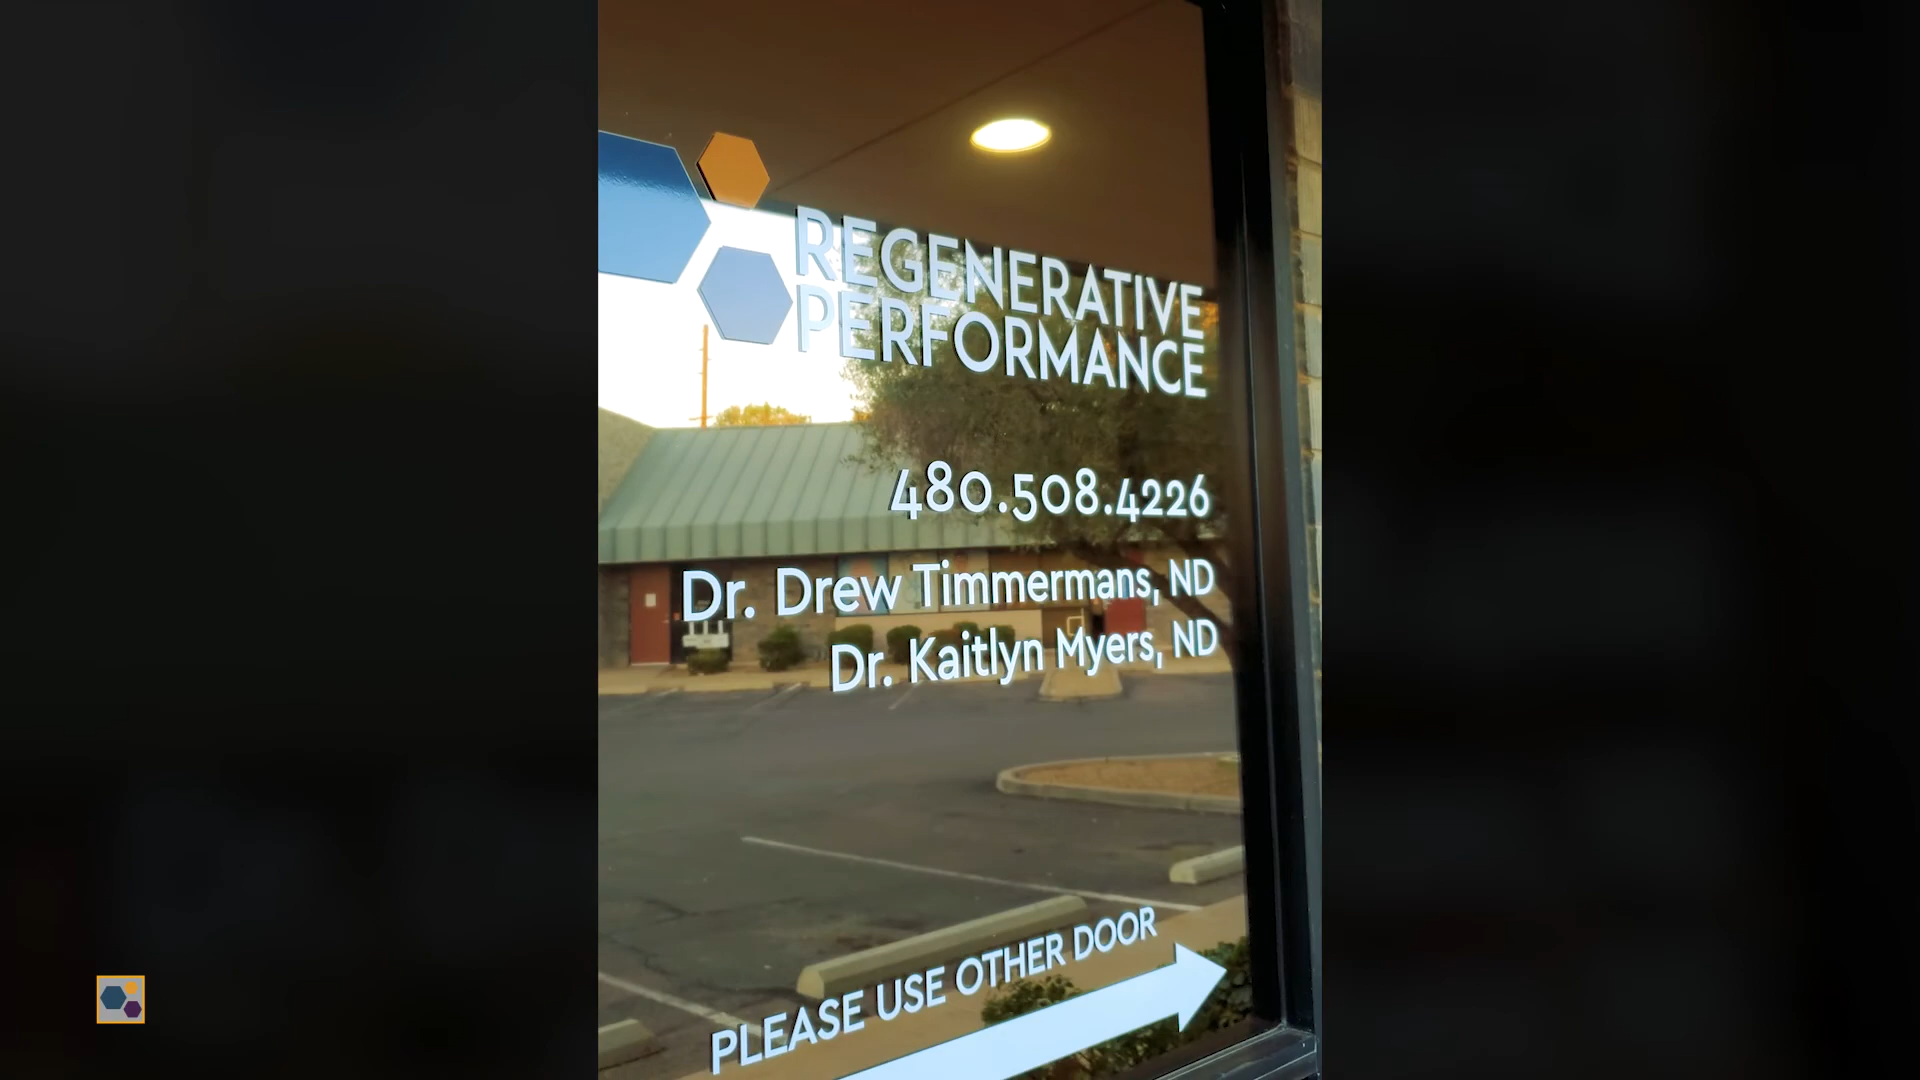 REGENERATIVE
PERFORMANCE
480.508.4226
Dr. Drew Timmermans, ND
Dr. Kaitlyn Myers, ND
PLEASE USE OTHER DOOR